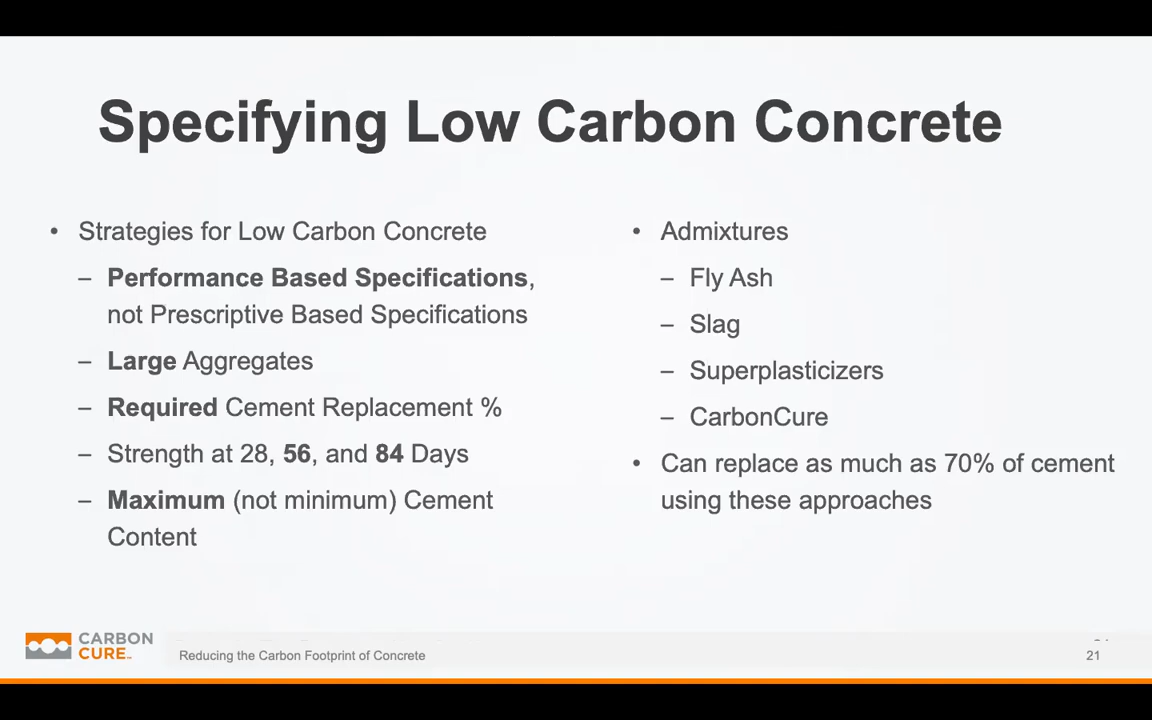 Specifying Low Carbon Concrete
• Strategies for Low Carbon Concrete
– Performance Based Specifications,
not Prescriptive Based Specifications
– Large Aggregates
– Required Cement Replacement %
– Strength at 28, 56, and 84 Days
– Maximum (not minimum) Cement
Content
• Admixtures
– Fly Ash
– Slag
– Superplasticizers
– CarbonCure
• Can replace as much as 70% of cement
using these approaches
CARBON
CURE™
Reducing the Carbon Footprint of Concrete
21